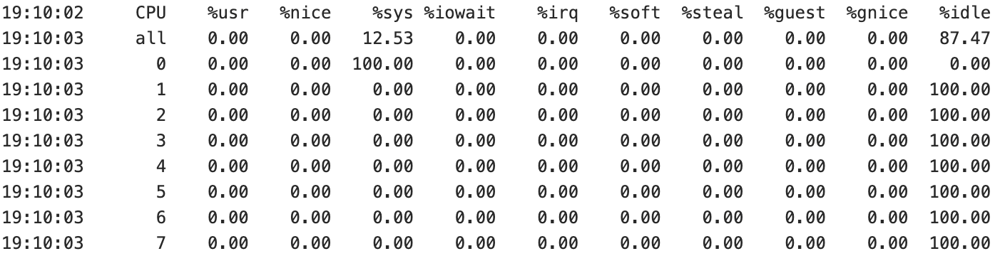 19:10:02     CPU    %usr   %nice    %sys %iowait    %irq   %soft  %steal  %guest  %gnice   %idle
19:10:03     all    0.00    0.00   12.53    0.00    0.00    0.00    0.00    0.00    0.00   87.47
19:10:03       0    0.00    0.00  100.00    0.00    0.00    0.00    0.00    0.00    0.00    0.00
19:10:03       1    0.00    0.00    0.00    0.00    0.00    0.00    0.00    0.00    0.00  100.00
19:10:03       2    0.00    0.00    0.00    0.00    0.00    0.00    0.00    0.00    0.00  100.00
19:10:03       3    0.00    0.00    0.00    0.00    0.00    0.00    0.00    0.00    0.00  100.00
19:10:03       4    0.00    0.00    0.00    0.00    0.00    0.00    0.00    0.00    0.00  100.00
19:10:03       5    0.00    0.00    0.00    0.00    0.00    0.00    0.00    0.00    0.00  100.00
19:10:03       6    0.00    0.00    0.00    0.00    0.00    0.00    0.00    0.00    0.00  100.00
19:10:03       7    0.00    0.00    0.00    0.00    0.00    0.00    0.00    0.00    0.00  100.00